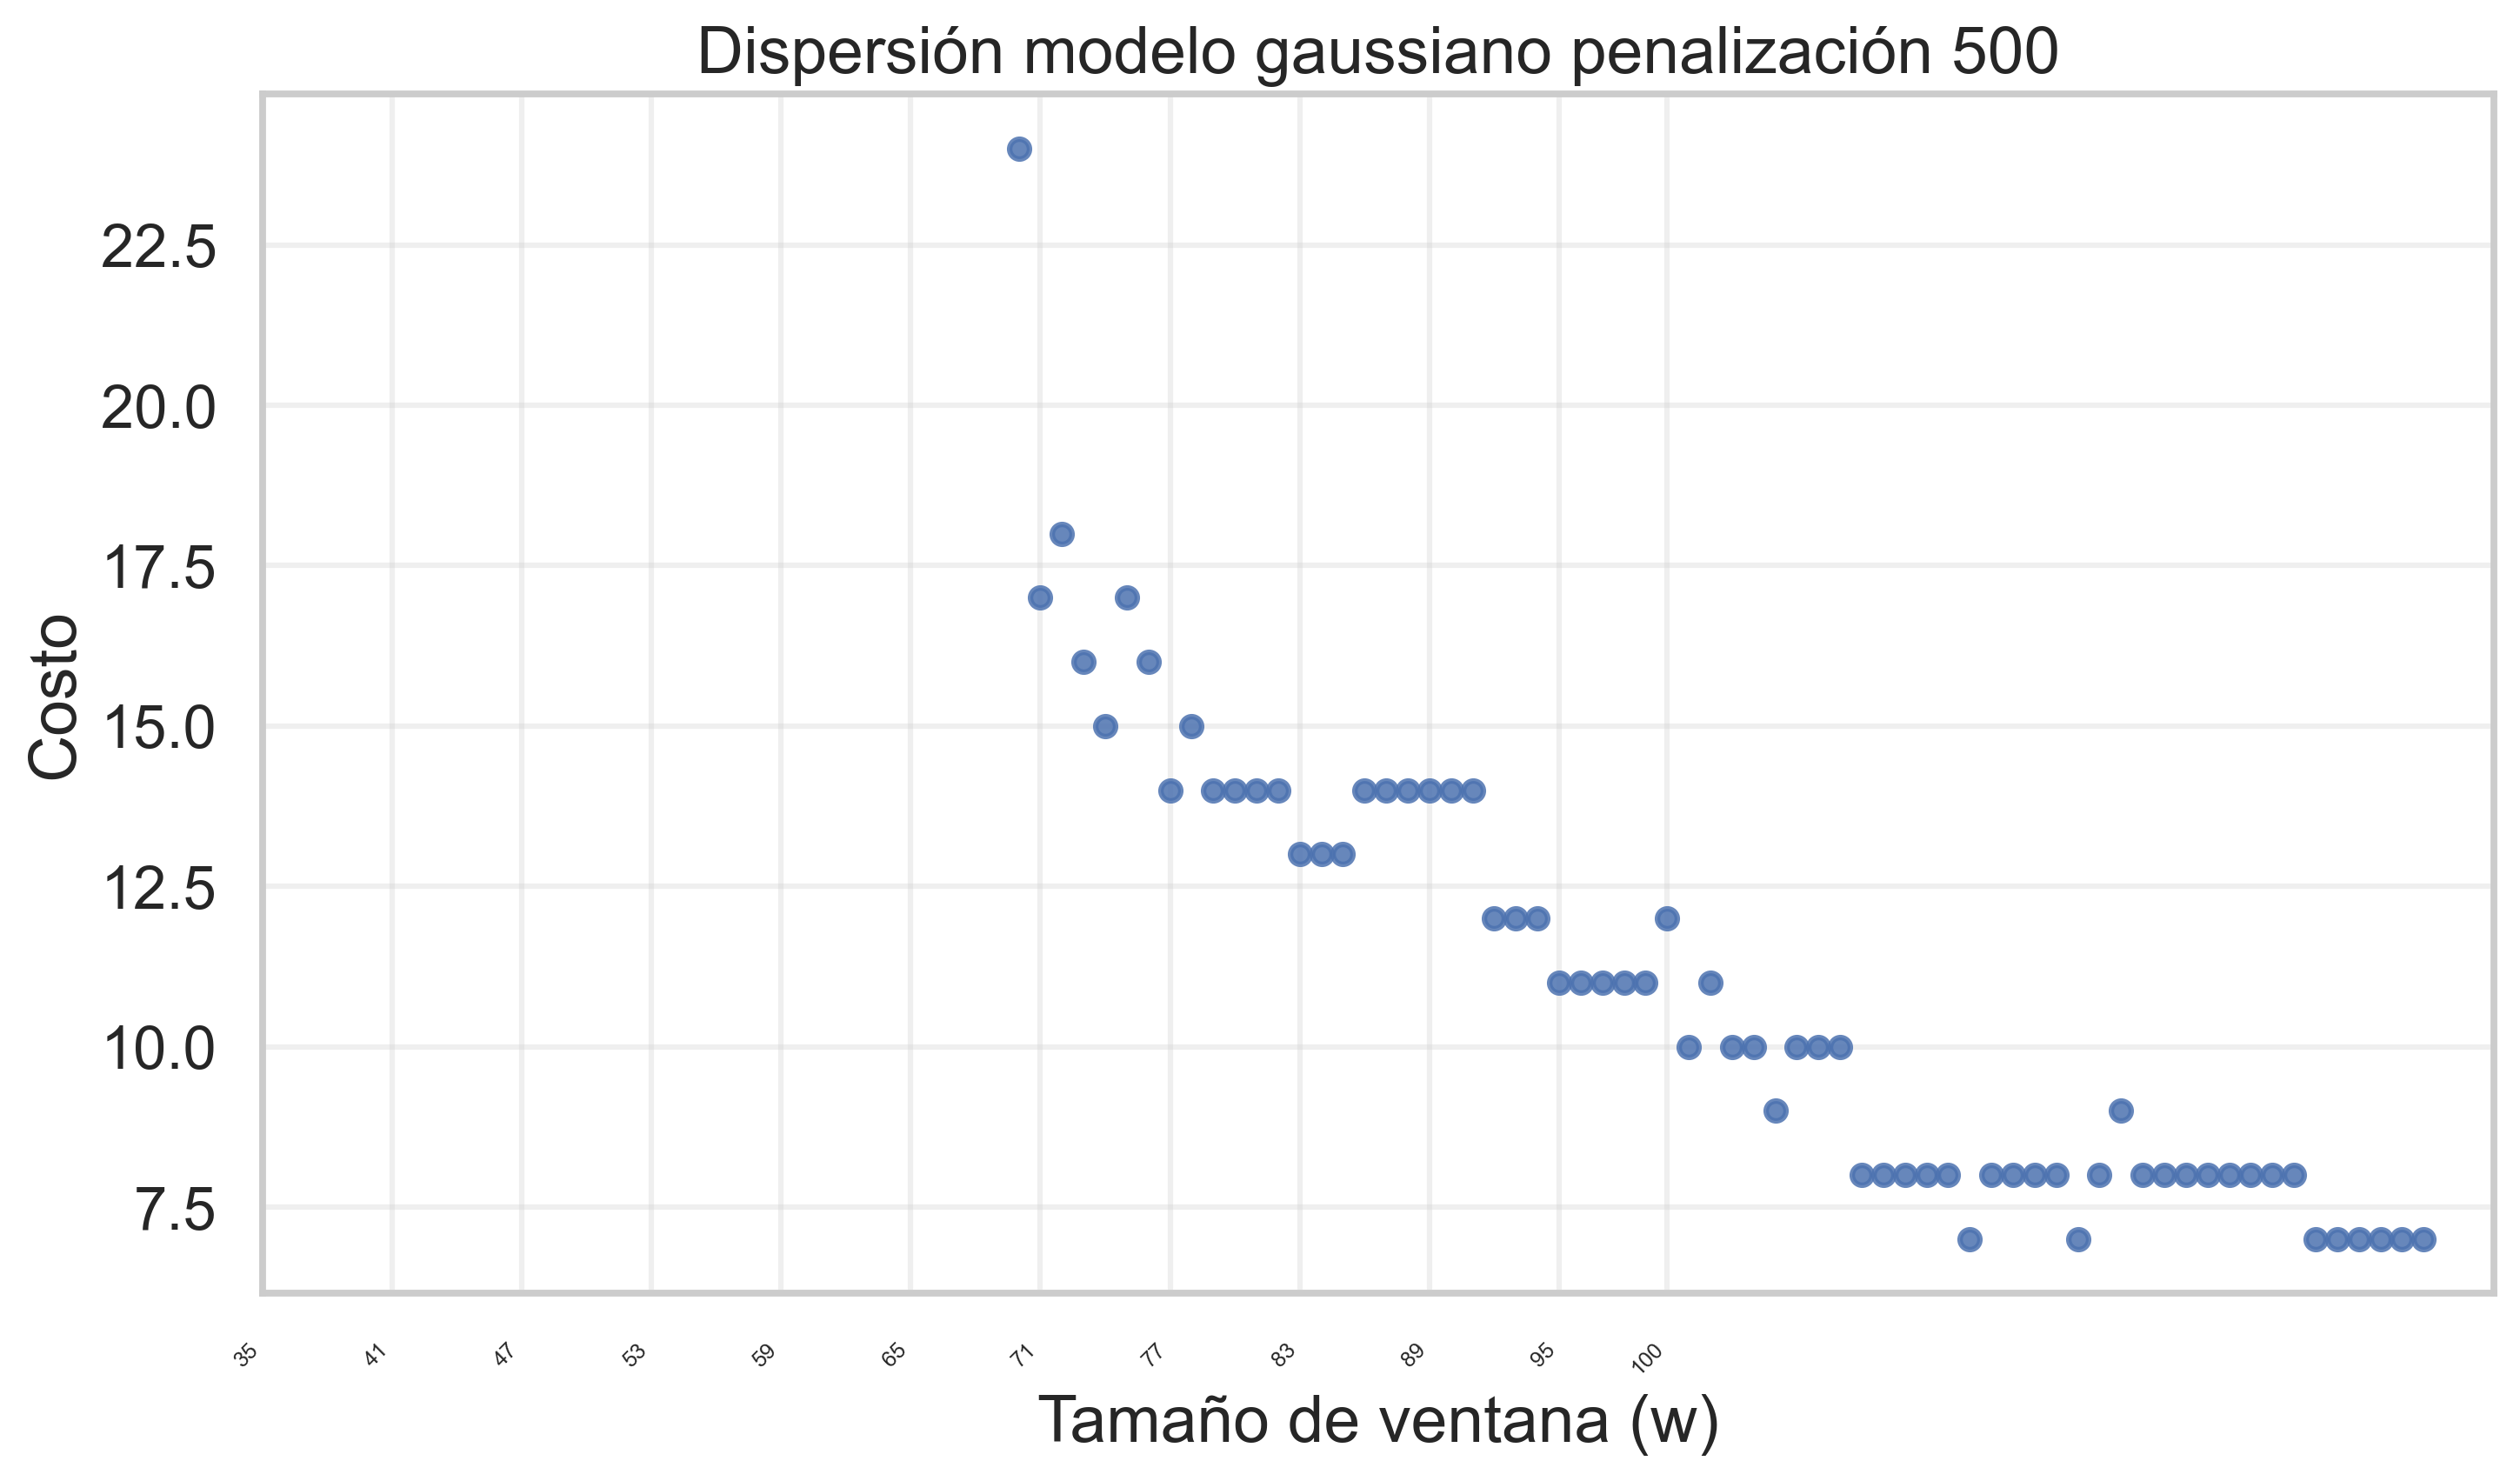 Dispersión modelo gaussiano penalización 500
Costo
22.5
20.0
17.5
15.0
12.5
10.0
7.5
35 41 47 53 59 65 71 77 83 89 95 100
Tamaño de ventana (w)